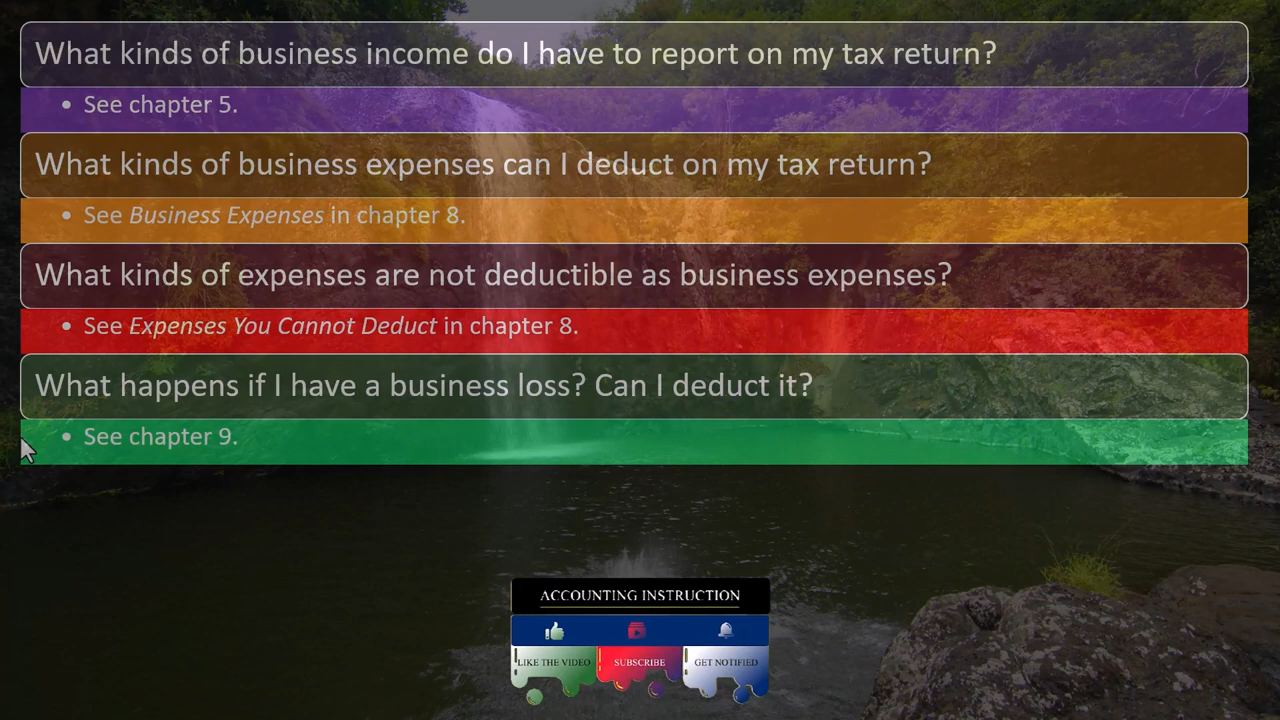 What kinds of business income do I have to report on my tax return?
• See chapter 5.
What kinds of business expenses can I deduct on my tax return?
• See Business Expenses in chapter 8.
What kinds of expenses are not deductible as business expenses?
• See Expenses You Cannot Deduct in chapter 8.
What happens if I have a business loss? Can I deduct it?
• See chapter 9.
ACCOUNTING INSTRUCTION
LIKE THE VIDEO SUBSCRIBE GET NOTIFIED